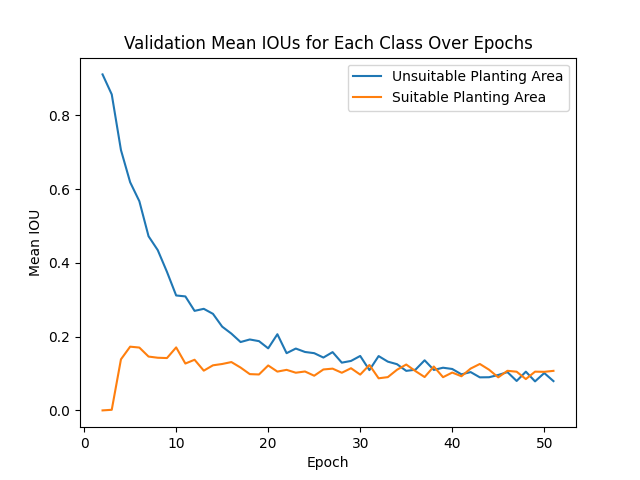 Validation Mean IOUs for Each Class Over Epochs
Unsuitable Planting Area
Suitable Planting Area
Mean IOU
0.8
0.6
0.4
0.2
0.0
0 10 20 30 40 50
Epoch